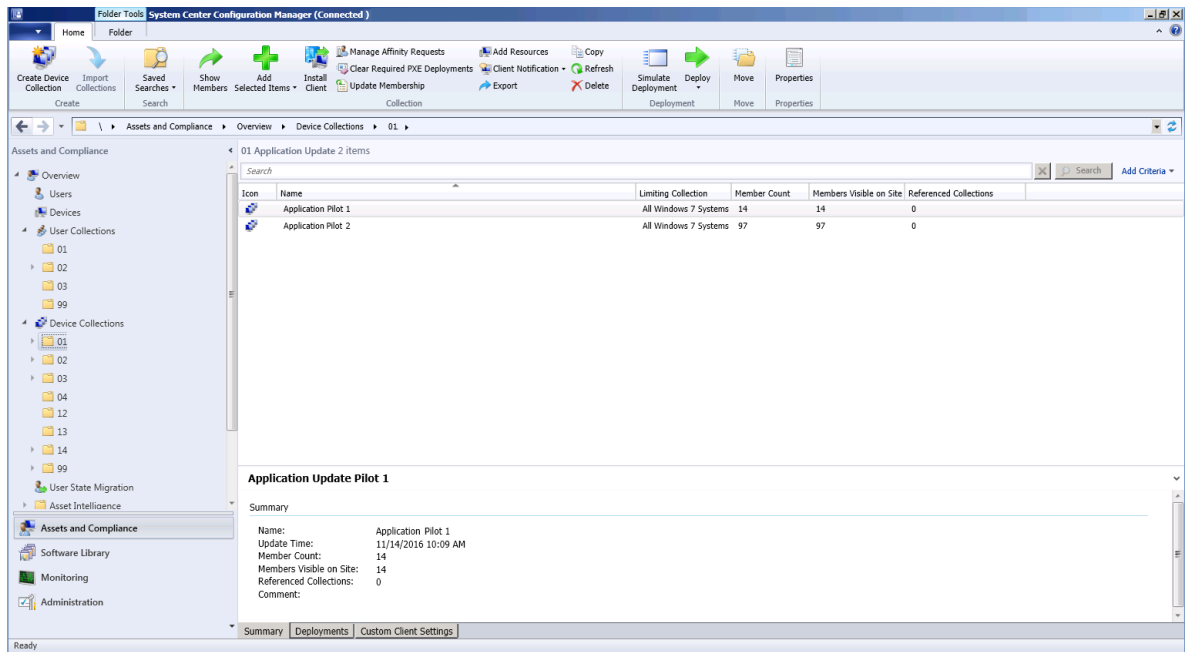 Folder Tools System Center Configuration Manager (Connected )
Home Folder
Create Device Collection
Import Collections
Create
Saved Searches
Search
Show Members
Add Selected Items
Install Client
Manage Affinity Requests
Clear Required PXE Deployments
Update Membership
Add Resources
Client Notification
Export
Copy
Refresh
Delete
Collection
Simulate Deployment
Deploy
Deployment
Move
Move
Properties
Properties
\ Assets and Compliance Overview Device Collections 01
Assets and Compliance
Overview
Users
Devices
User Collections
01
02
03
99
Device Collections
01
02
03
04
12
13
14
99
User State Migration
Asset Intelligence
Assets and Compliance
Software Library
Monitoring
Administration
01 Application Update 2 items
Search Search Add Criteria
Icon Name Limiting Collection Member Count Members Visible on Site Referenced Collections
Application Pilot 1 All Windows 7 Systems 14 14 0
Application Pilot 2 All Windows 7 Systems 97 97 0
Application Update Pilot 1
Summary
Name: Application Pilot 1
Update Time: 11/14/2016 10:09 AM
Member Count: 14
Members Visible on Site: 14
Referenced Collections: 0
Comment:
Summary Deployments Custom Client Settings
Ready